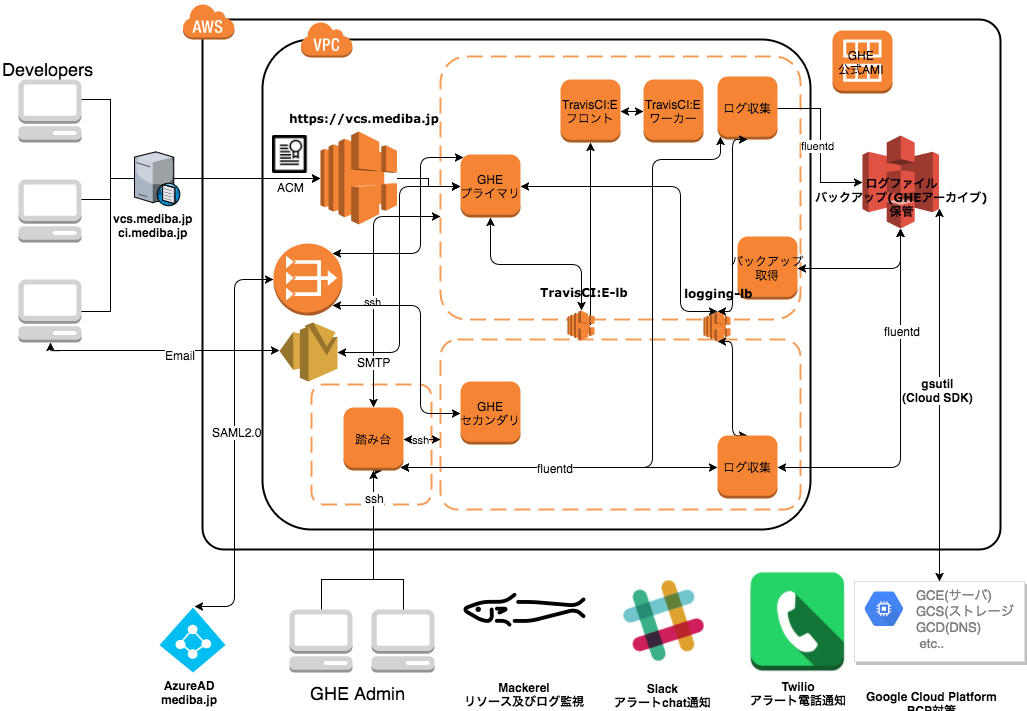 AWS
VPC
GHE
公式AMI
Developers
https://vcs.mediba.jp
ACM
vcs.mediba.jp
ci.mediba.jp
GHE
プライマリ
TravisCI:E
フロント
TravisCI:E
ワーカー
ログ収集
fluentd
ログファイル
バックアップ(GHEアーカイブ)
保管
バックアップ
取得
TravisCI:E-lb
logging-lb
ssh
Email
SMTP
fluentd
gsutil
(Cloud SDK)
GHE
セカンダリ
SAML2.0
踏み台
ssh
fluentd
ログ収集
ssh
AzureAD
mediba.jp
GHE Admin
Mackerel
リソース及びログ監視
Slack
アラートchat通知
Twilio
アラート電話通知
GCE(サーバ)
GCS(ストレージ
GCD(DNS)
etc..
Google Cloud Platform
BCP対策